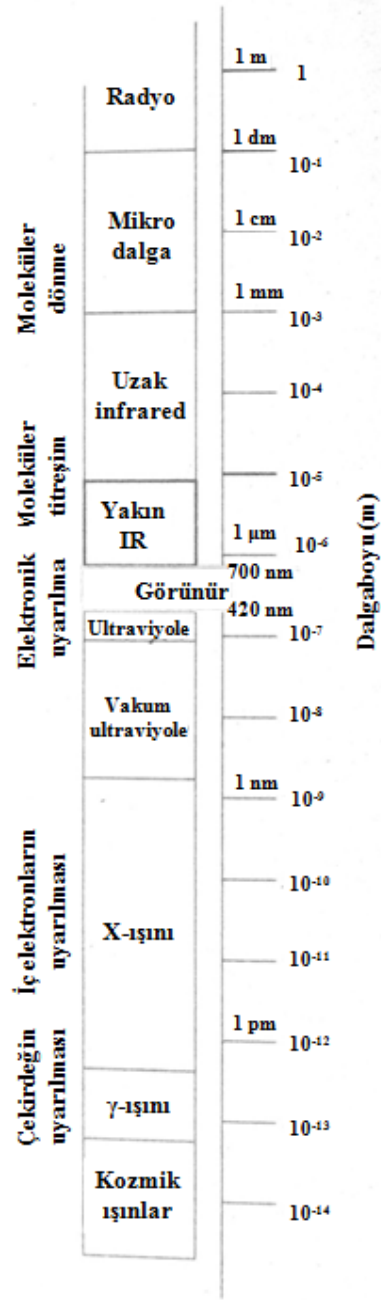 Radyo
Mikro
dalga
Uzak
infrared
Yakın
IR
Görünür
Ultraviyole
Vakum
ultraviyole
X-ışını
γ-ışını
Kozmik
ışınlar
Moleküler
dönme
Moleküler
titreşim
Elektronik
uyarılma
İç elektronların
uyarılması
Çekirdeğin
uyarılması
1 m
1
1 dm
10⁻¹
1 cm
10⁻²
1 mm
10⁻³
10⁻⁴
10⁻⁵
1 µm
10⁻⁶
700 nm
420 nm
10⁻⁷
10⁻⁸
1 nm
10⁻⁹
10⁻¹⁰
10⁻¹¹
1 pm
10⁻¹²
10⁻¹³
10⁻¹⁴
Dalgaboyu (m)